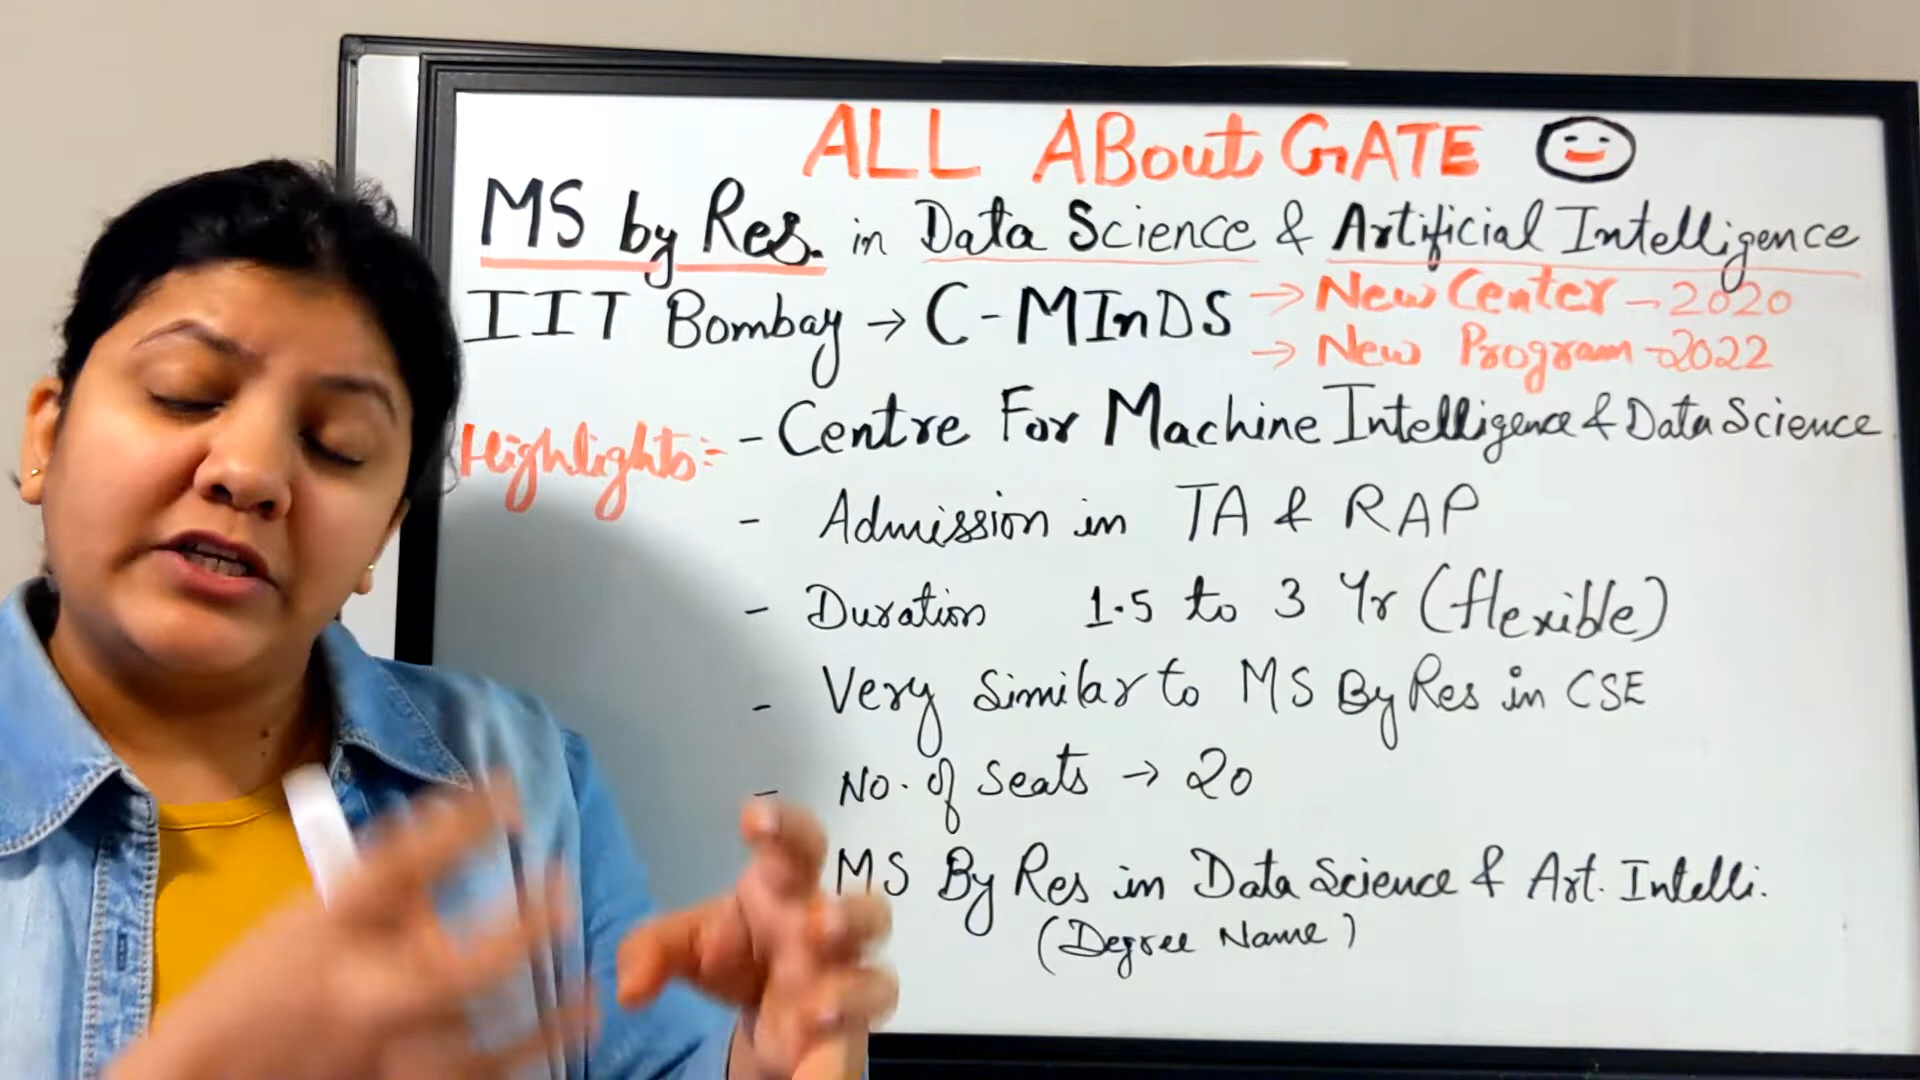 ALL ABout GATE
MS by Res. in Data Science & Artificial Intelligence
IIT Bombay → C-MInDS → New Center - 2020
→ New Program - 2022
Highlights:- - Centre For Machine Intelligence & Data Science
- Admission in TA & RAP
- Duration 1.5 to 3 Yr (flexible)
- Very Similar to MS By Res in CSE
- No. of Seats → 20
MS By Res in Data Science & Art. Intelli.
(Degree Name)